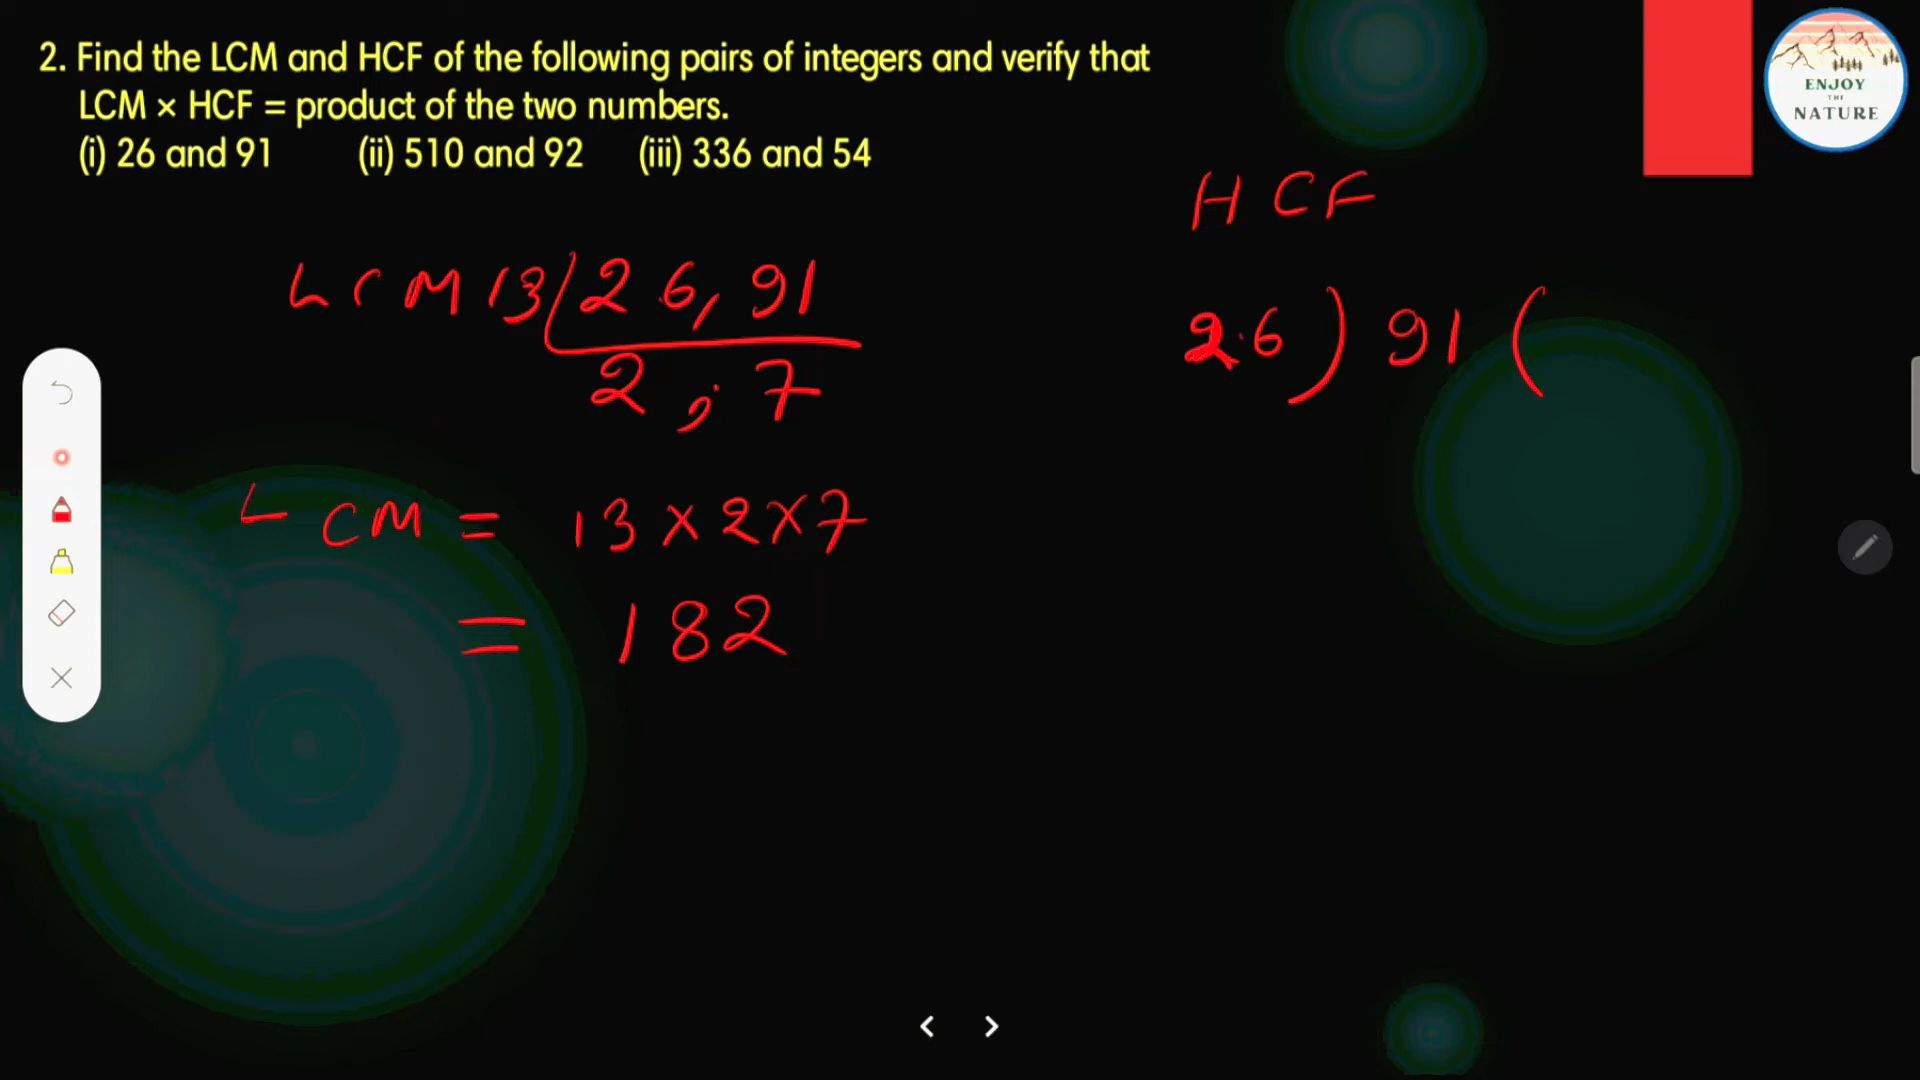 2. Find the LCM and HCF of the following pairs of integers and verify that
LCM × HCF = product of the two numbers.
(i) 26 and 91 (ii) 510 and 92 (iii) 336 and 54
ENJOY
THE
NATURE
HCF
LCM 13 26, 91
2, 7
26 ) 91 (
LCM = 13 × 2 × 7
= 182